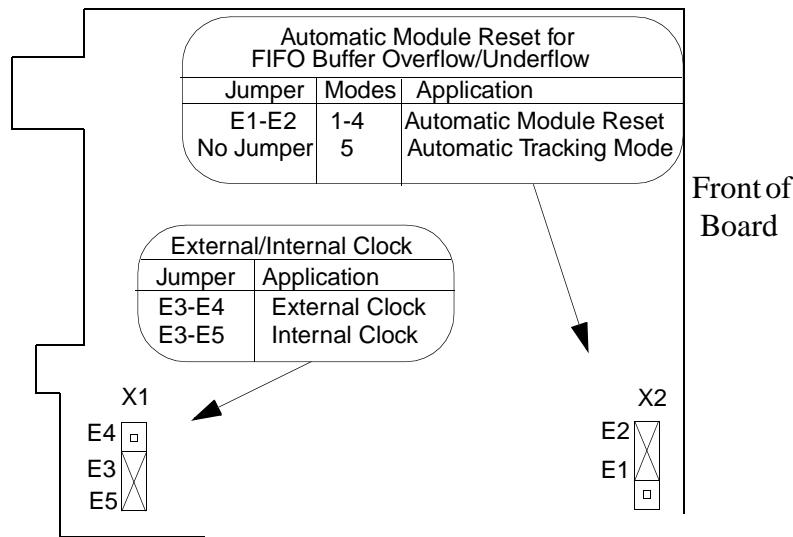 Automatic Module Reset for
FIFO Buffer Overflow/Underflow
Jumper Modes Application
E1-E2 1-4 Automatic Module Reset
No Jumper 5 Automatic Tracking Mode
Front of
Board
External/Internal Clock
Jumper Application
E3-E4 External Clock
E3-E5 Internal Clock
X1
E4
E3
E5
X2
E2
E1